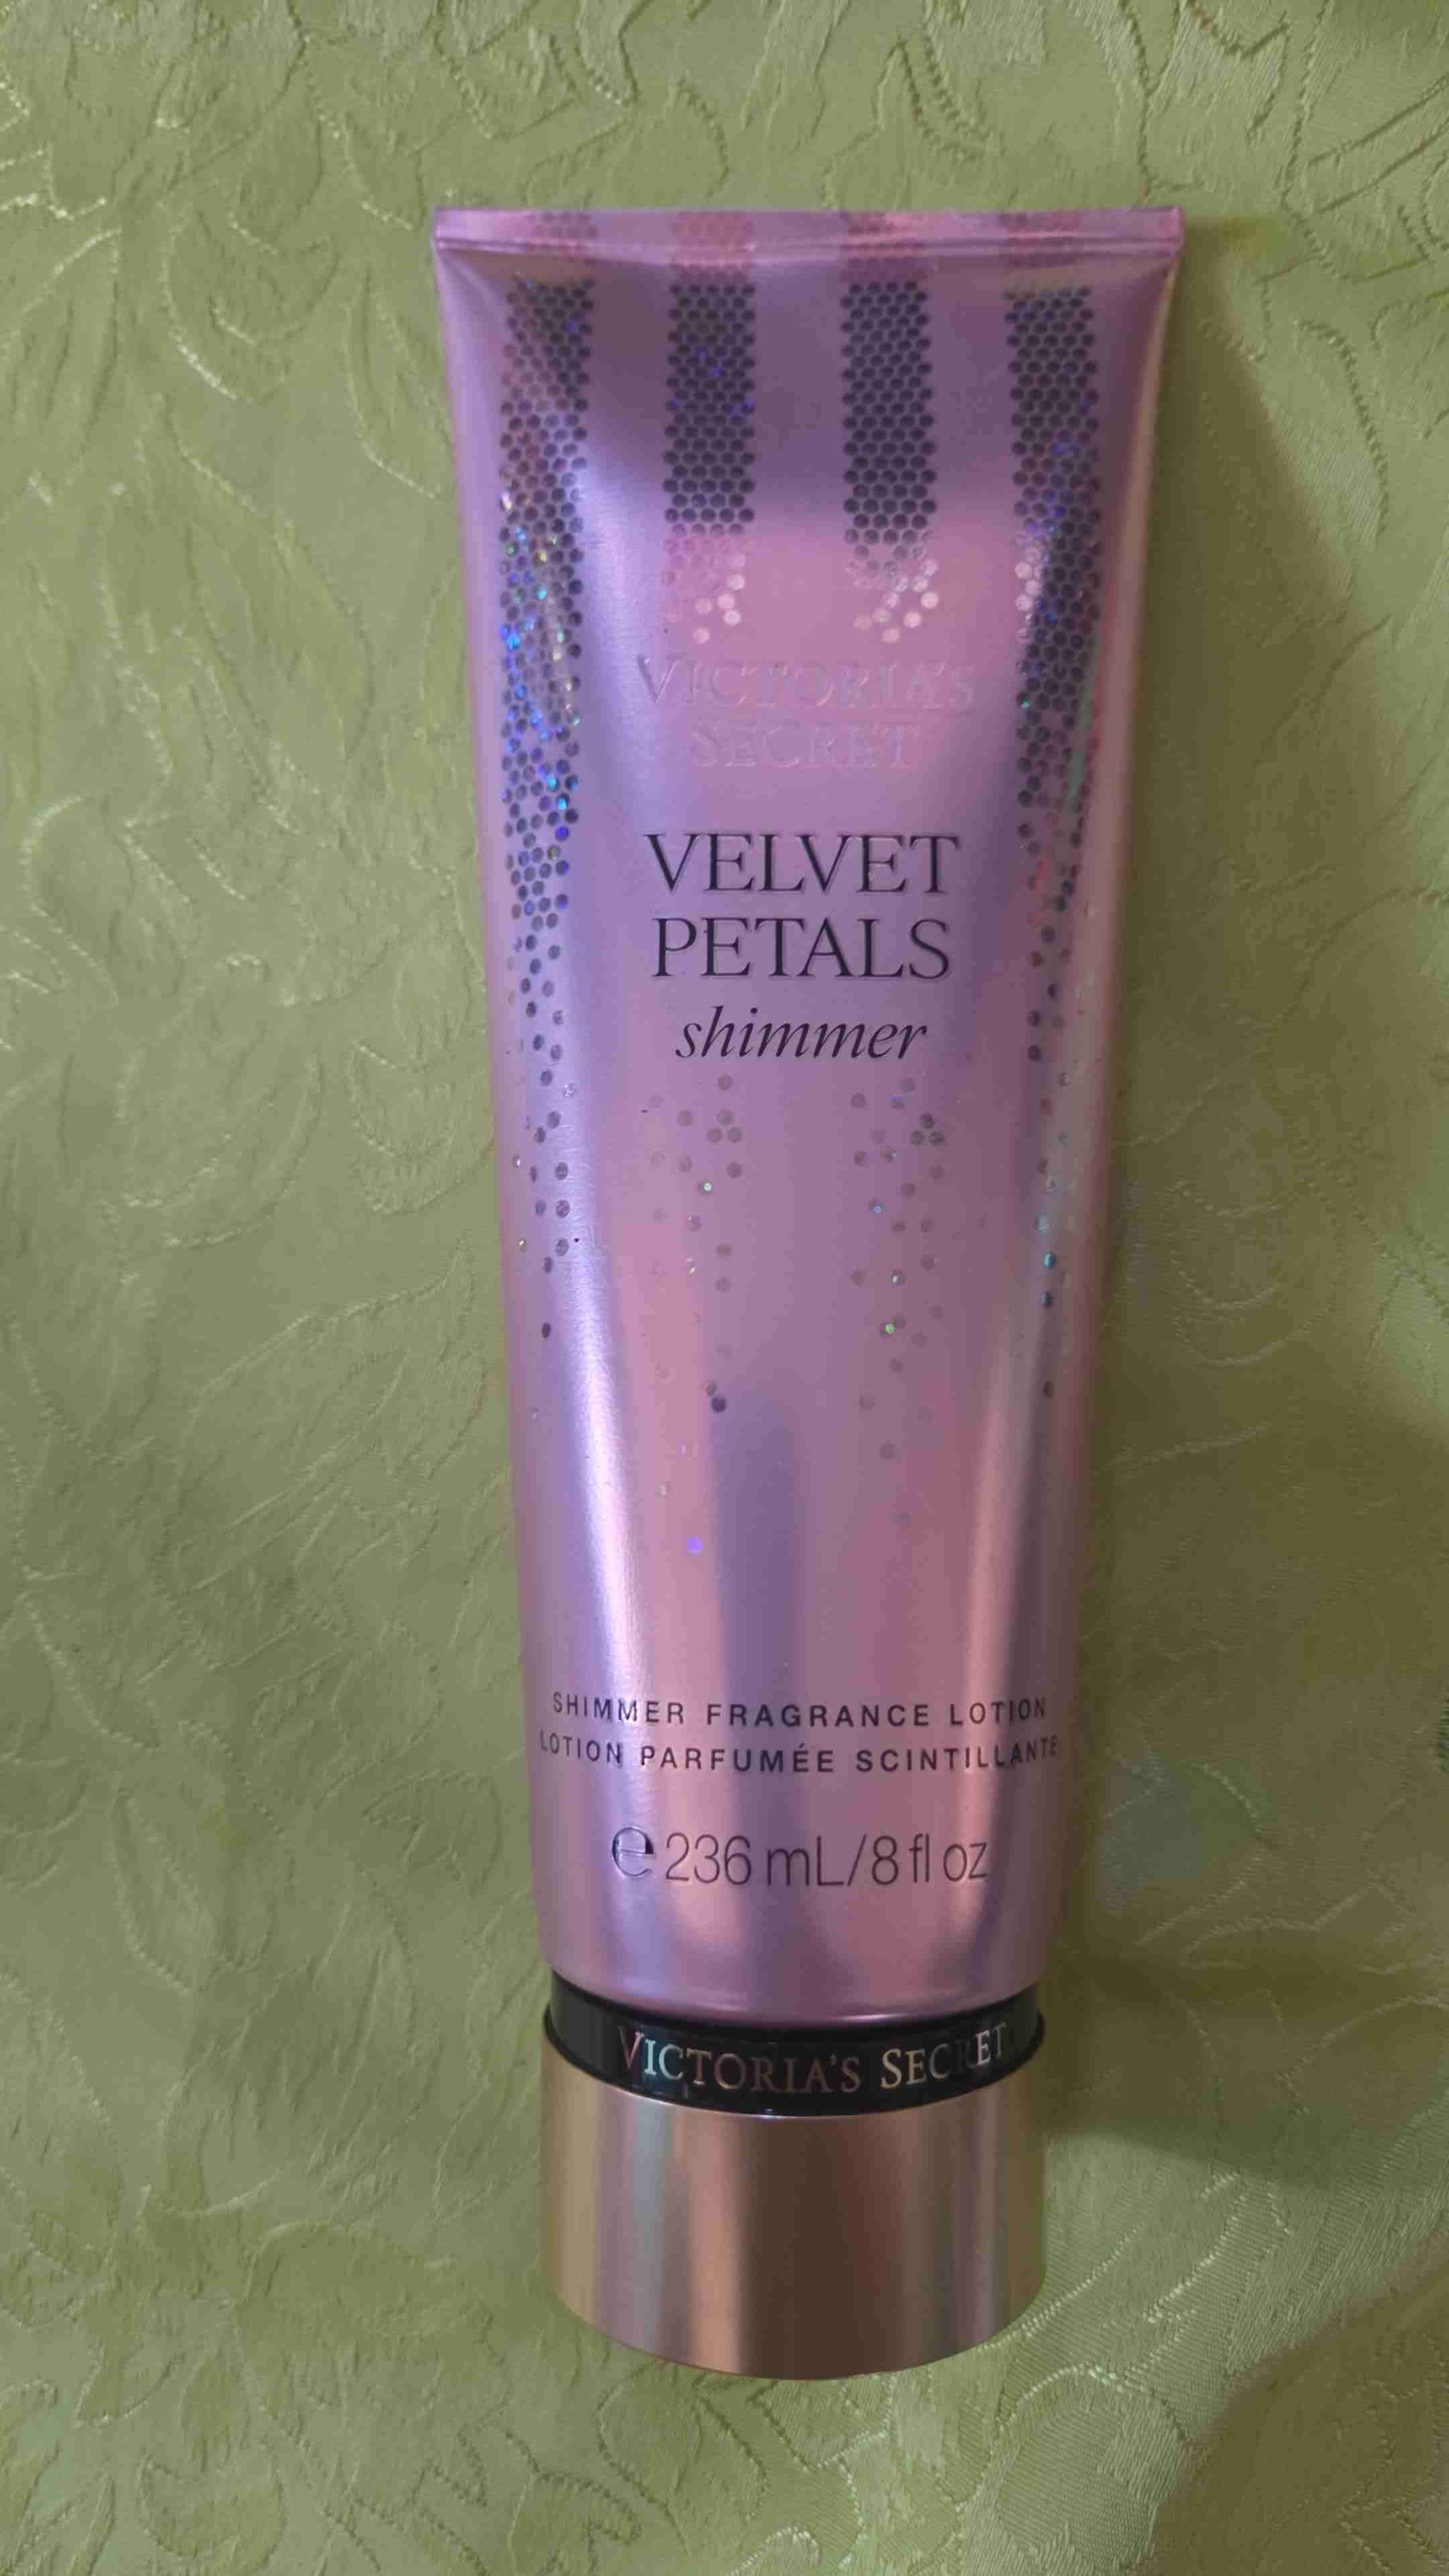 VICTORIA'S
SECRET
VELVET
PETALS
shimmer
SHIMMER FRAGRANCE LOTION
LOTION PARFUMÉE SCINTILLANTE
℮ 236 mL/8 fl oz
VICTORIA'S SECRET